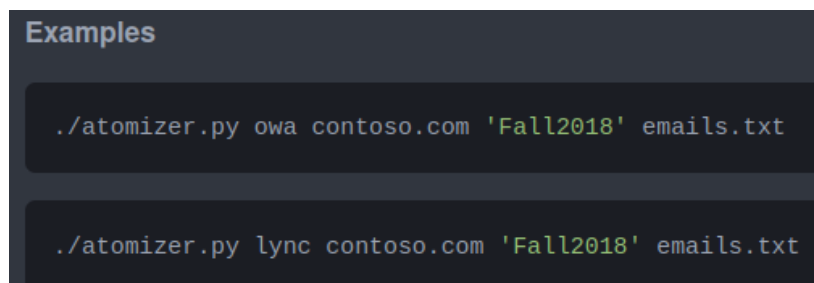 Examples
./atomizer.py owa contoso.com 'Fall2018' emails.txt
./atomizer.py lync contoso.com 'Fall2018' emails.txt